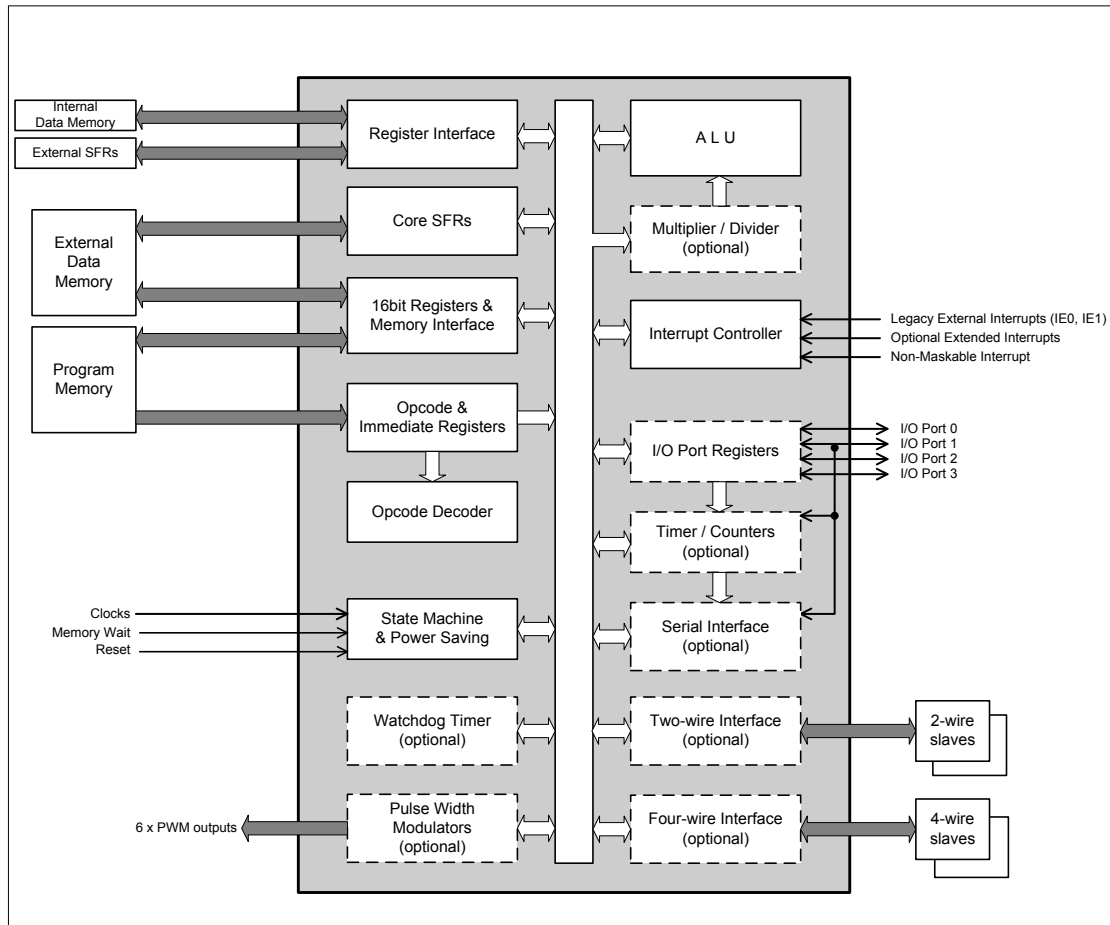 Internal
Data Memory
External SFRs
External
Data
Memory
Program
Memory
Clocks
Memory Wait
Reset
6 x PWM outputs
Register Interface
Core SFRs
16bit Registers &
Memory Interface
Opcode &
Immediate Registers
Opcode Decoder
State Machine
& Power Saving
Watchdog Timer
(optional)
Pulse Width
Modulators
(optional)
A L U
Multiplier / Divider
(optional)
Interrupt Controller
I/O Port Registers
Timer / Counters
(optional)
Serial Interface
(optional)
Two-wire Interface
(optional)
Four-wire Interface
(optional)
Legacy External Interrupts (IE0, IE1)
Optional Extended Interrupts
Non-Maskable Interrupt
I/O Port 0
I/O Port 1
I/O Port 2
I/O Port 3
2-wire
slaves
4-wire
slaves